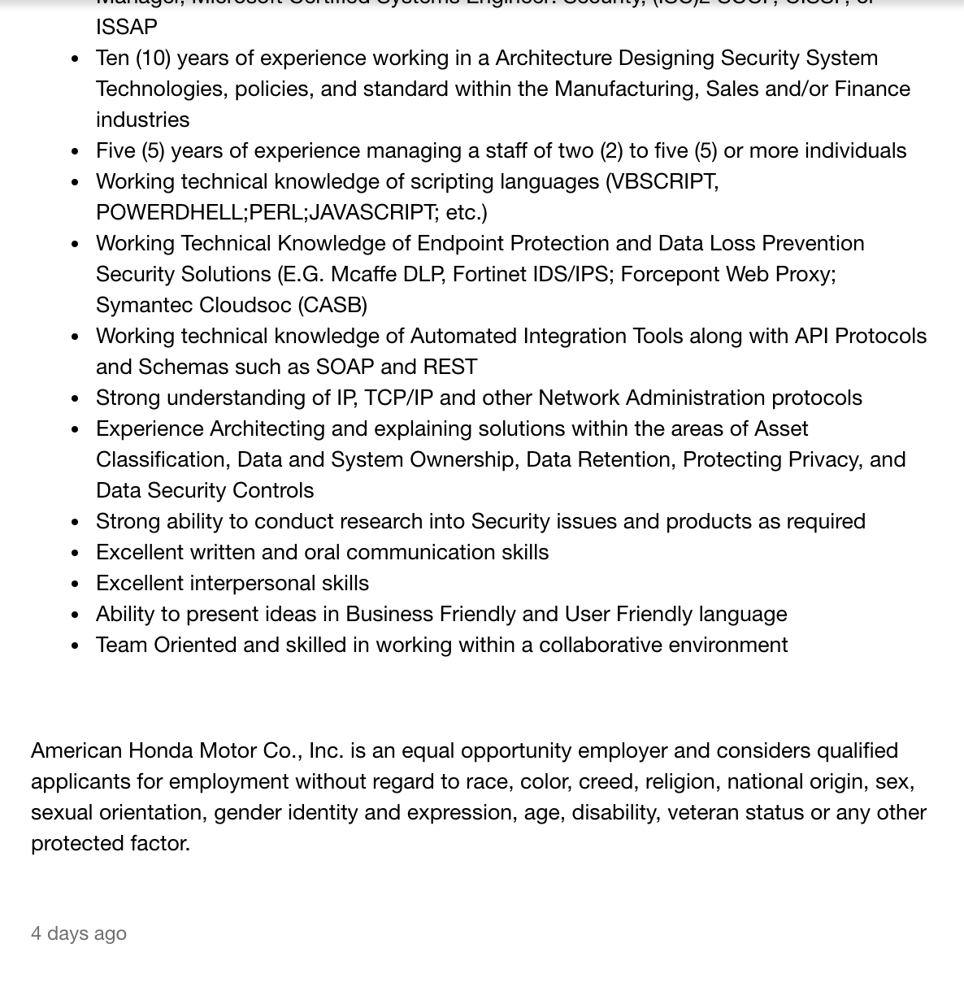 Manager, Microsoft Certified Systems Engineer: Security, (ISC)2 SSCP, CISSP, or
ISSAP
Ten (10) years of experience working in a Architecture Designing Security System
Technologies, policies, and standard within the Manufacturing, Sales and/or Finance
industries
Five (5) years of experience managing a staff of two (2) to five (5) or more individuals
Working technical knowledge of scripting languages (VBSCRIPT,
POWERDHELL;PERL;JAVASCRIPT; etc.)
Working Technical Knowledge of Endpoint Protection and Data Loss Prevention
Security Solutions (E.G. Mcaffe DLP, Fortinet IDS/IPS; Forcepont Web Proxy;
Symantec Cloudsoc (CASB)
Working technical knowledge of Automated Integration Tools along with API Protocols
and Schemas such as SOAP and REST
Strong understanding of IP, TCP/IP and other Network Administration protocols
Experience Architecting and explaining solutions within the areas of Asset
Classification, Data and System Ownership, Data Retention, Protecting Privacy, and
Data Security Controls
Strong ability to conduct research into Security issues and products as required
Excellent written and oral communication skills
Excellent interpersonal skills
Ability to present ideas in Business Friendly and User Friendly language
Team Oriented and skilled in working within a collaborative environment
American Honda Motor Co., Inc. is an equal opportunity employer and considers qualified
applicants for employment without regard to race, color, creed, religion, national origin, sex,
sexual orientation, gender identity and expression, age, disability, veteran status or any other
protected factor.
4 days ago